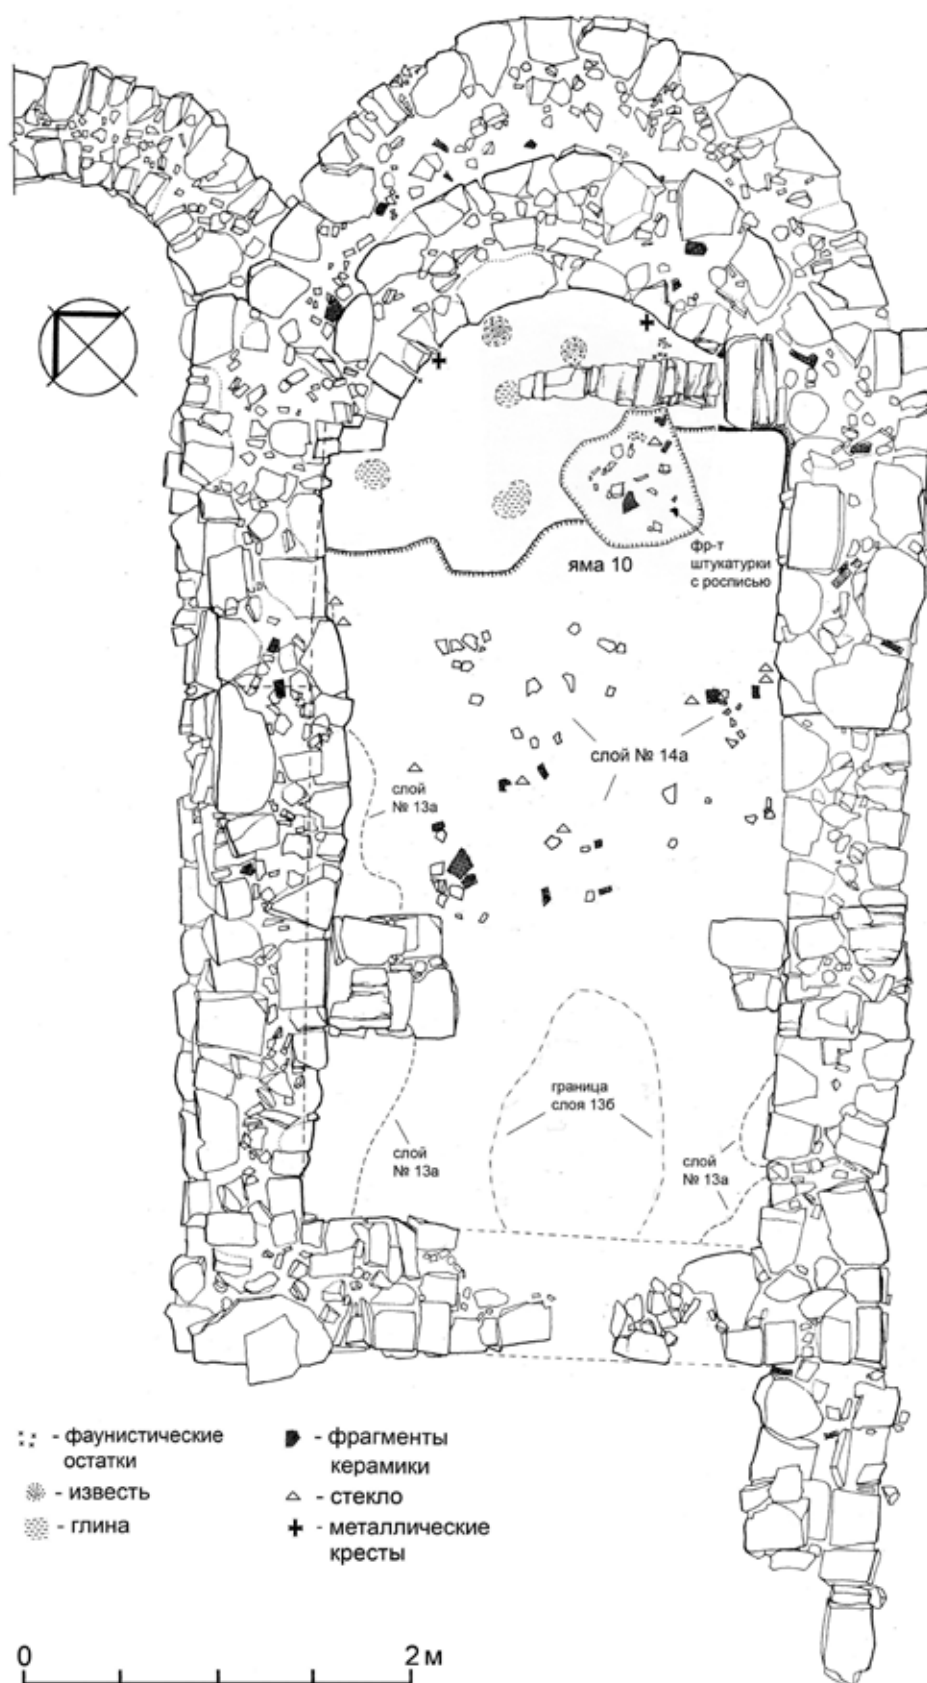 фр-т
штукатурки
с росписью
яма 10
слой № 14а
слой
№ 13а
граница
слоя 13б
слой
№ 13а
слой
№ 13а
- фаунистические
остатки
- известь
- глина
- фрагменты
керамики
- стекло
- металлические
кресты
0
2 м